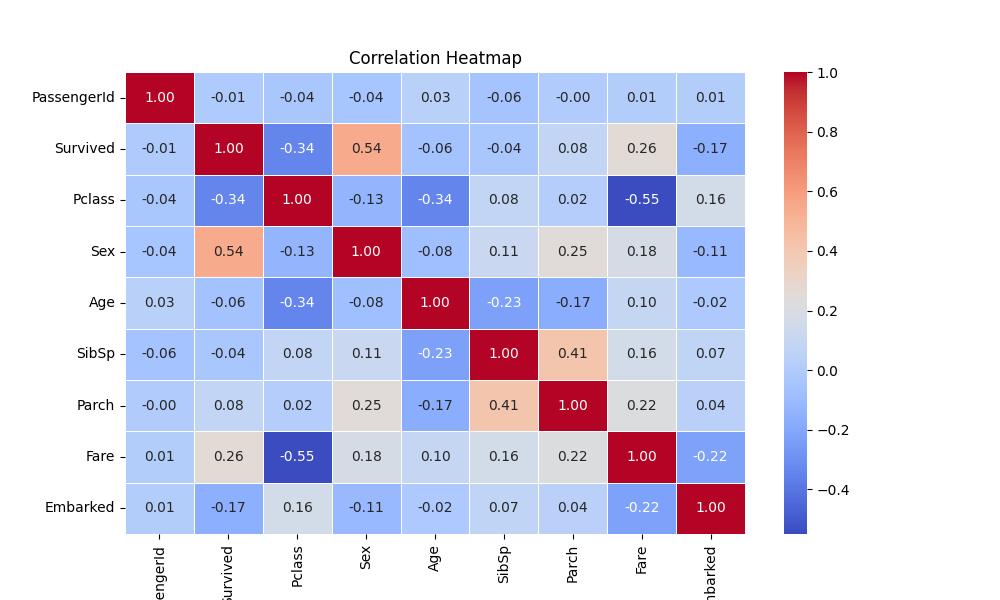 Correlation Heatmap
PassengerId 1.00 -0.01 -0.04 -0.04 0.03 -0.06 -0.00 0.01 0.01
Survived -0.01 1.00 -0.34 0.54 -0.06 -0.04 0.08 0.26 -0.17
Pclass -0.04 -0.34 1.00 -0.13 -0.34 0.08 0.02 -0.55 0.16
Sex -0.04 0.54 -0.13 1.00 -0.08 0.11 0.25 0.18 -0.11
Age 0.03 -0.06 -0.34 -0.08 1.00 -0.23 -0.17 0.10 -0.02
SibSp -0.06 -0.04 0.08 0.11 -0.23 1.00 0.41 0.16 0.07
Parch -0.00 0.08 0.02 0.25 -0.17 0.41 1.00 0.22 0.04
Fare 0.01 0.26 -0.55 0.18 0.10 0.16 0.22 1.00 -0.22
Embarked 0.01 -0.17 0.16 -0.11 -0.02 0.07 0.04 -0.22 1.00
engerId urvived Pclass Sex Age SibSp Parch Fare nbarked
1.0
0.8
0.6
0.4
0.2
0.0
−0.2
−0.4